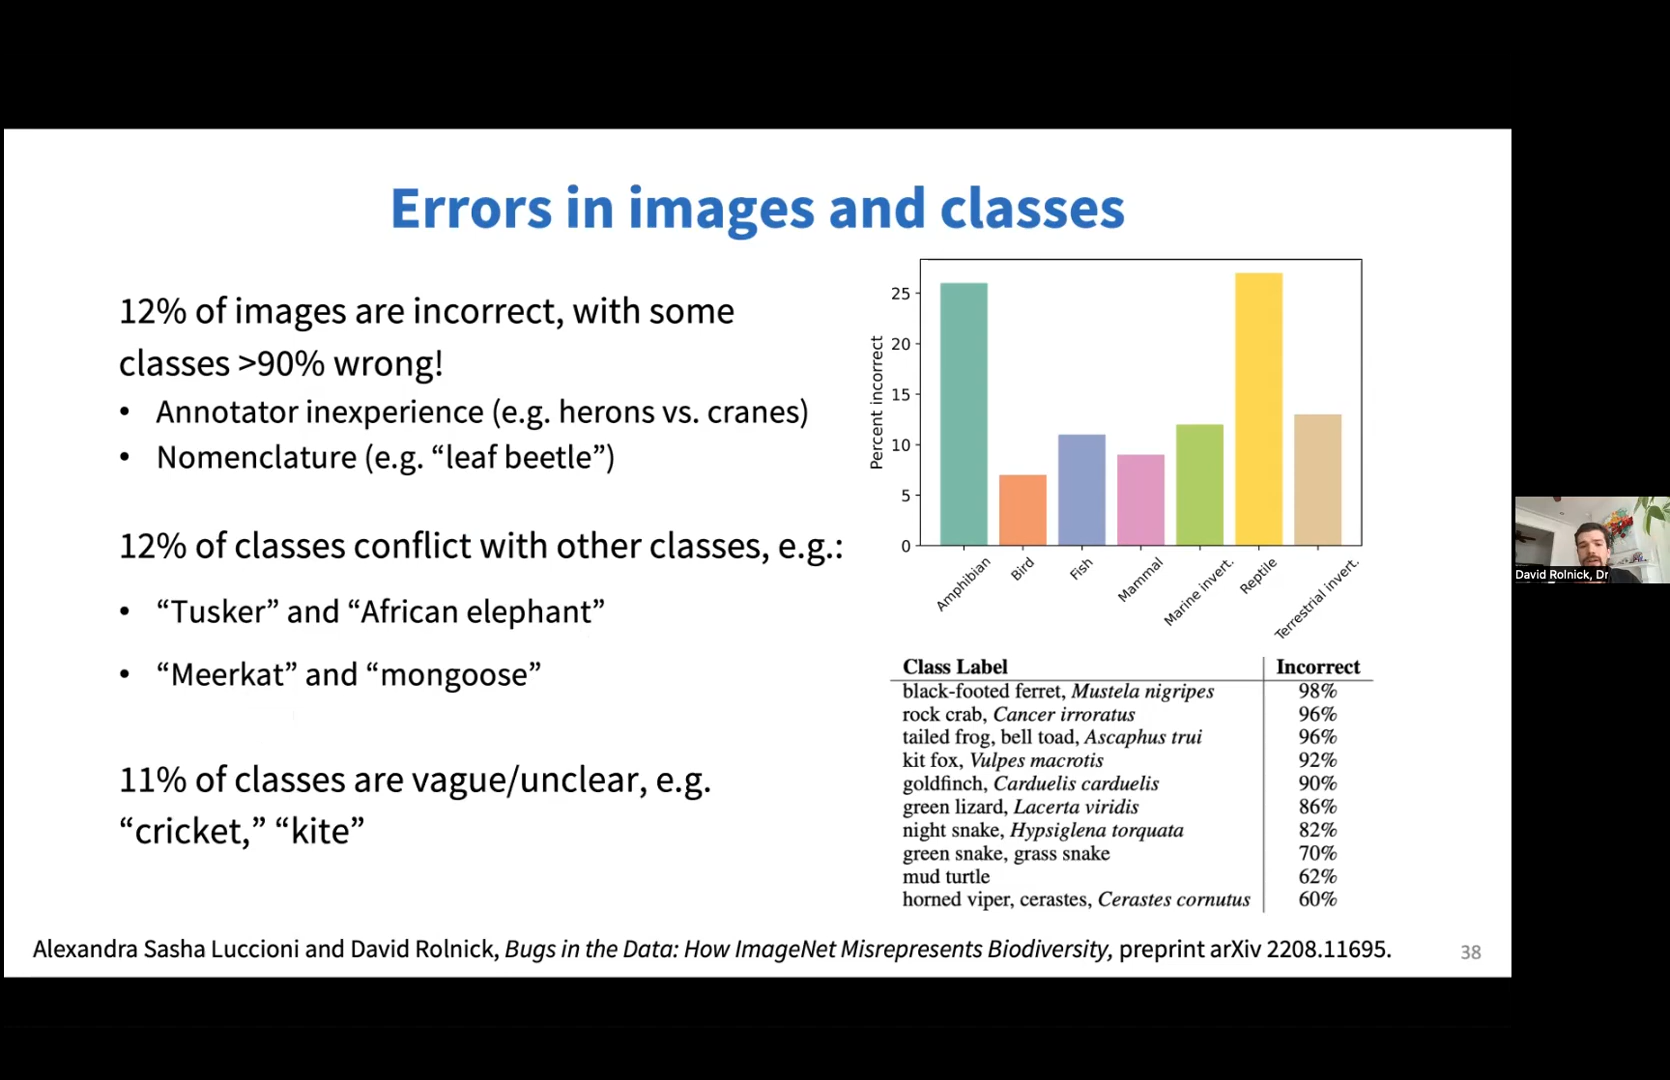 Errors in images and classes
12% of images are incorrect, with some
classes >90% wrong!
• Annotator inexperience (e.g. herons vs. cranes)
• Nomenclature (e.g. “leaf beetle”)
12% of classes conflict with other classes, e.g.:
• “Tusker” and “African elephant”
• “Meerkat” and “mongoose”
11% of classes are vague/unclear, e.g.
“cricket,” “kite”
Percent incorrect
25
20
15
10
5
0
Amphibian
Bird
Fish
Mammal
Marine invert.
Reptile
Terrestrial invert.
Class Label Incorrect
black-footed ferret, Mustela nigripes 98%
rock crab, Cancer irroratus 96%
tailed frog, bell toad, Ascaphus trui 96%
kit fox, Vulpes macrotis 92%
goldfinch, Carduelis carduelis 90%
green lizard, Lacerta viridis 86%
night snake, Hypsiglena torquata 82%
green snake, grass snake 70%
mud turtle 62%
horned viper, cerastes, Cerastes cornutus 60%
Alexandra Sasha Luccioni and David Rolnick, Bugs in the Data: How ImageNet Misrepresents Biodiversity, preprint arXiv 2208.11695.
38
David Rolnick, Dr